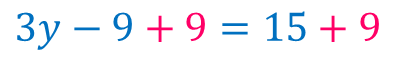 3y − 9 + 9 = 15 + 9